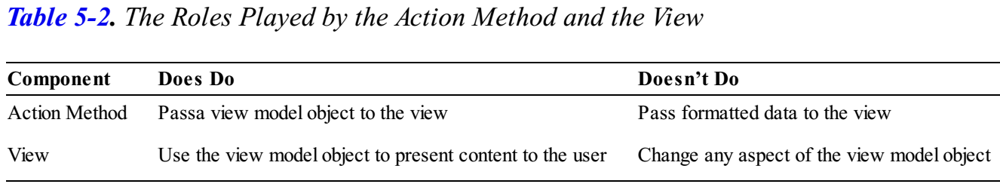 Table 5-2. The Roles Played by the Action Method and the View
Component Does Do Doesn't Do
Action Method Passa view model object to the view Pass formatted data to the view
View Use the view model object to present content to the user Change any aspect of the view model object